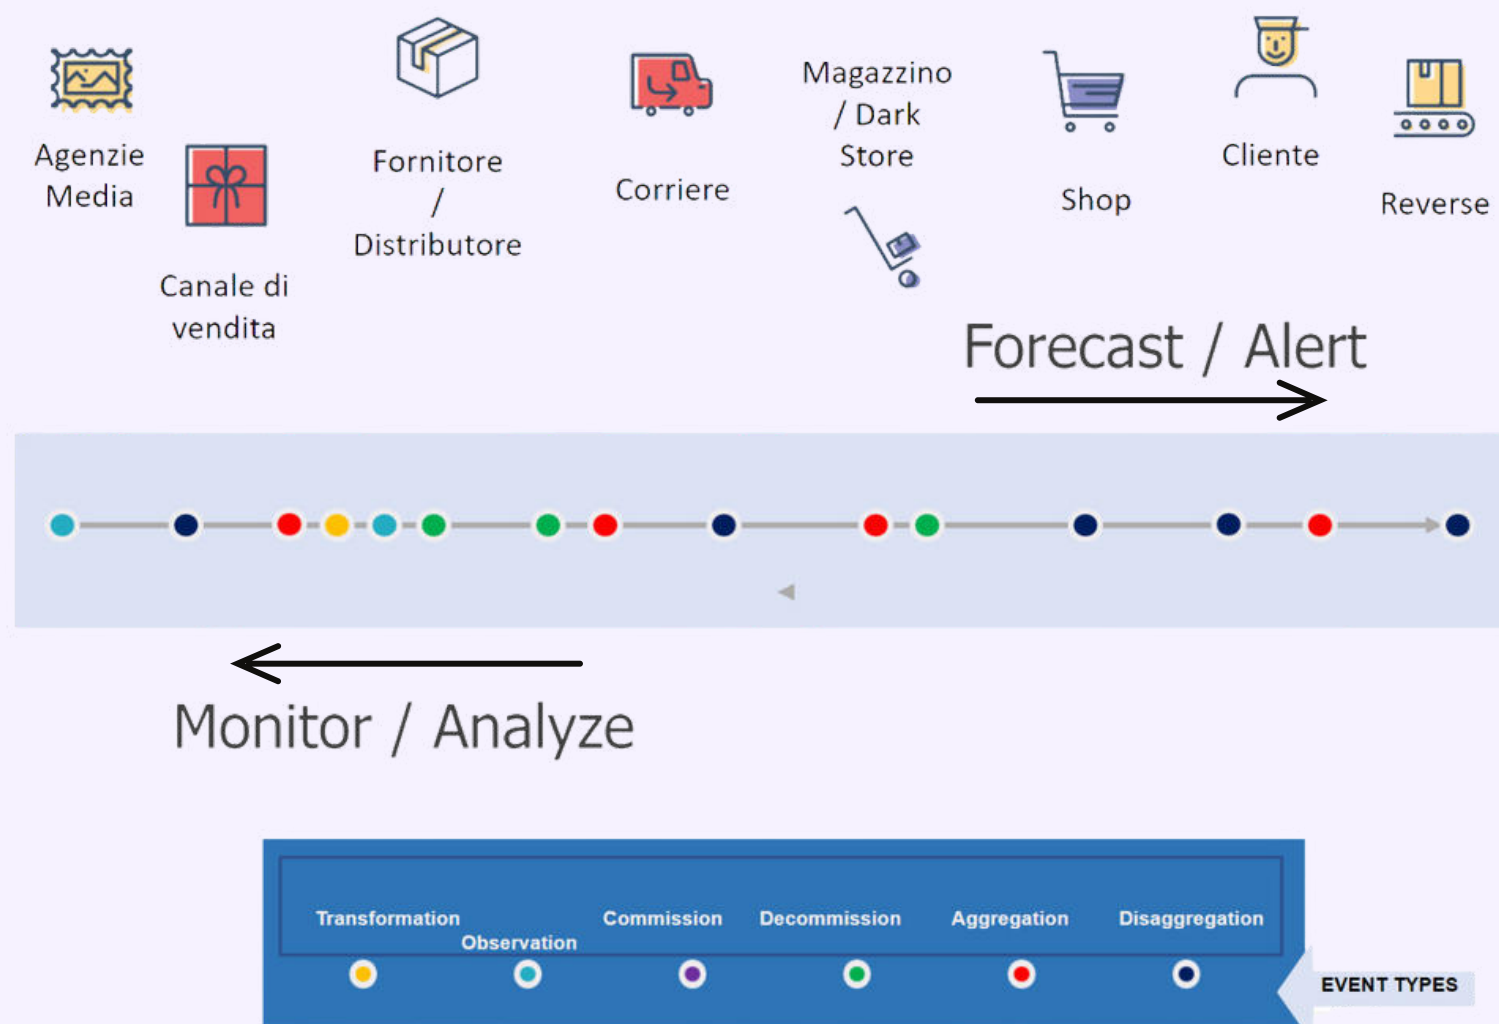 Agenzie
Media
Canale di
vendita
Fornitore
/
Distributore
Corriere
Magazzino
/ Dark
Store
Shop
Cliente
Reverse
Forecast / Alert
Monitor / Analyze
Transformation
Observation
Commission
Decommission
Aggregation
Disaggregation
EVENT TYPES